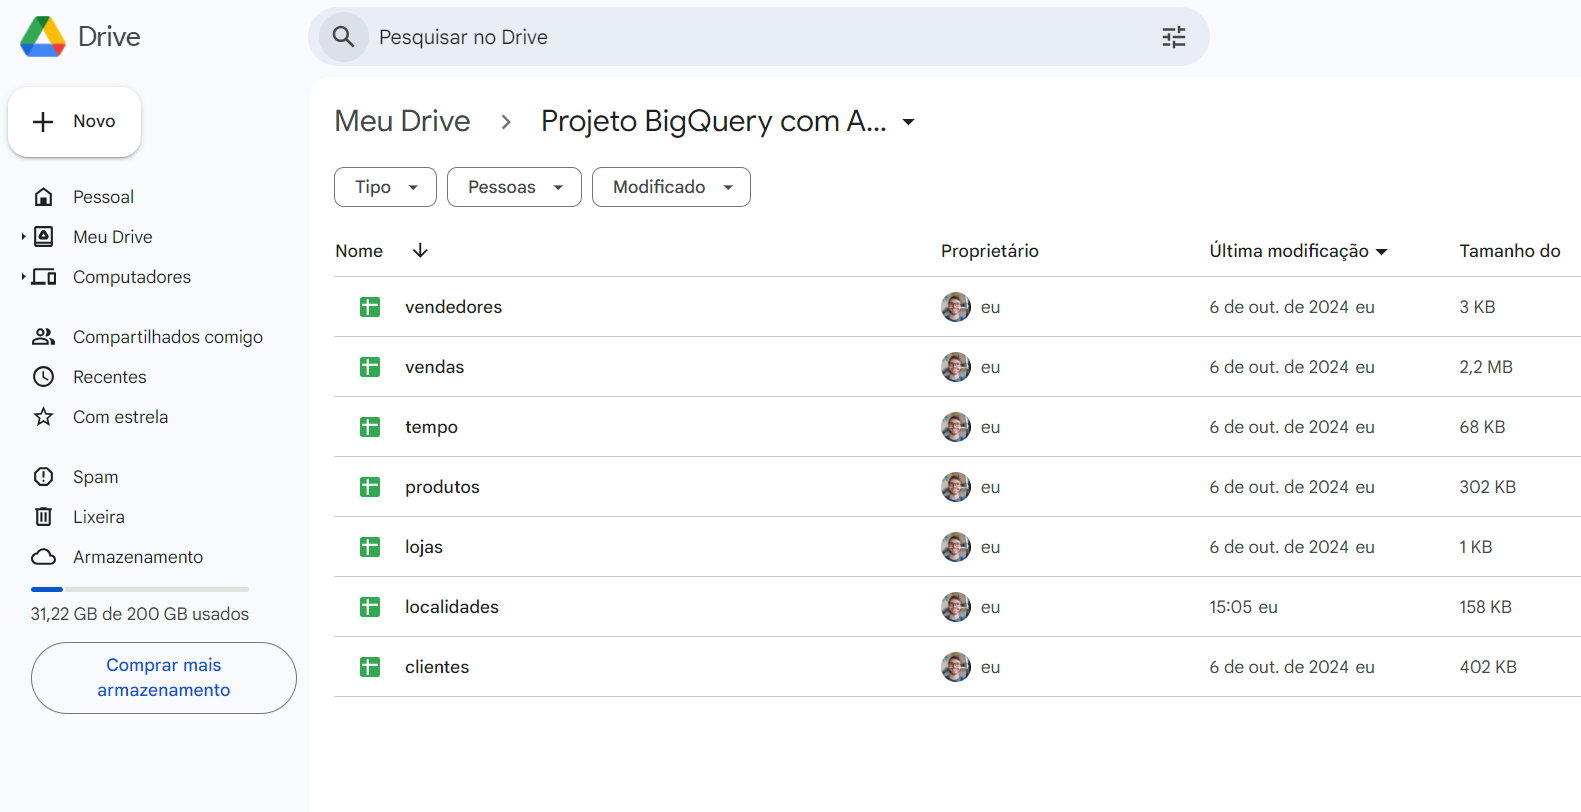 Drive
Pesquisar no Drive
Novo
Pessoal
Meu Drive
Computadores
Compartilhados comigo
Recentes
Com estrela
Spam
Lixeira
Armazenamento
31,22 GB de 200 GB usados
Comprar mais
armazenamento
Meu Drive > Projeto BigQuery com A...
Tipo Pessoas Modificado
Nome Proprietário Última modificação Tamanho do
vendedores eu 6 de out. de 2024 eu 3 KB
vendas eu 6 de out. de 2024 eu 2,2 MB
tempo eu 6 de out. de 2024 eu 68 KB
produtos eu 6 de out. de 2024 eu 302 KB
lojas eu 6 de out. de 2024 eu 1 KB
localidades eu 15:05 eu 158 KB
clientes eu 6 de out. de 2024 eu 402 KB